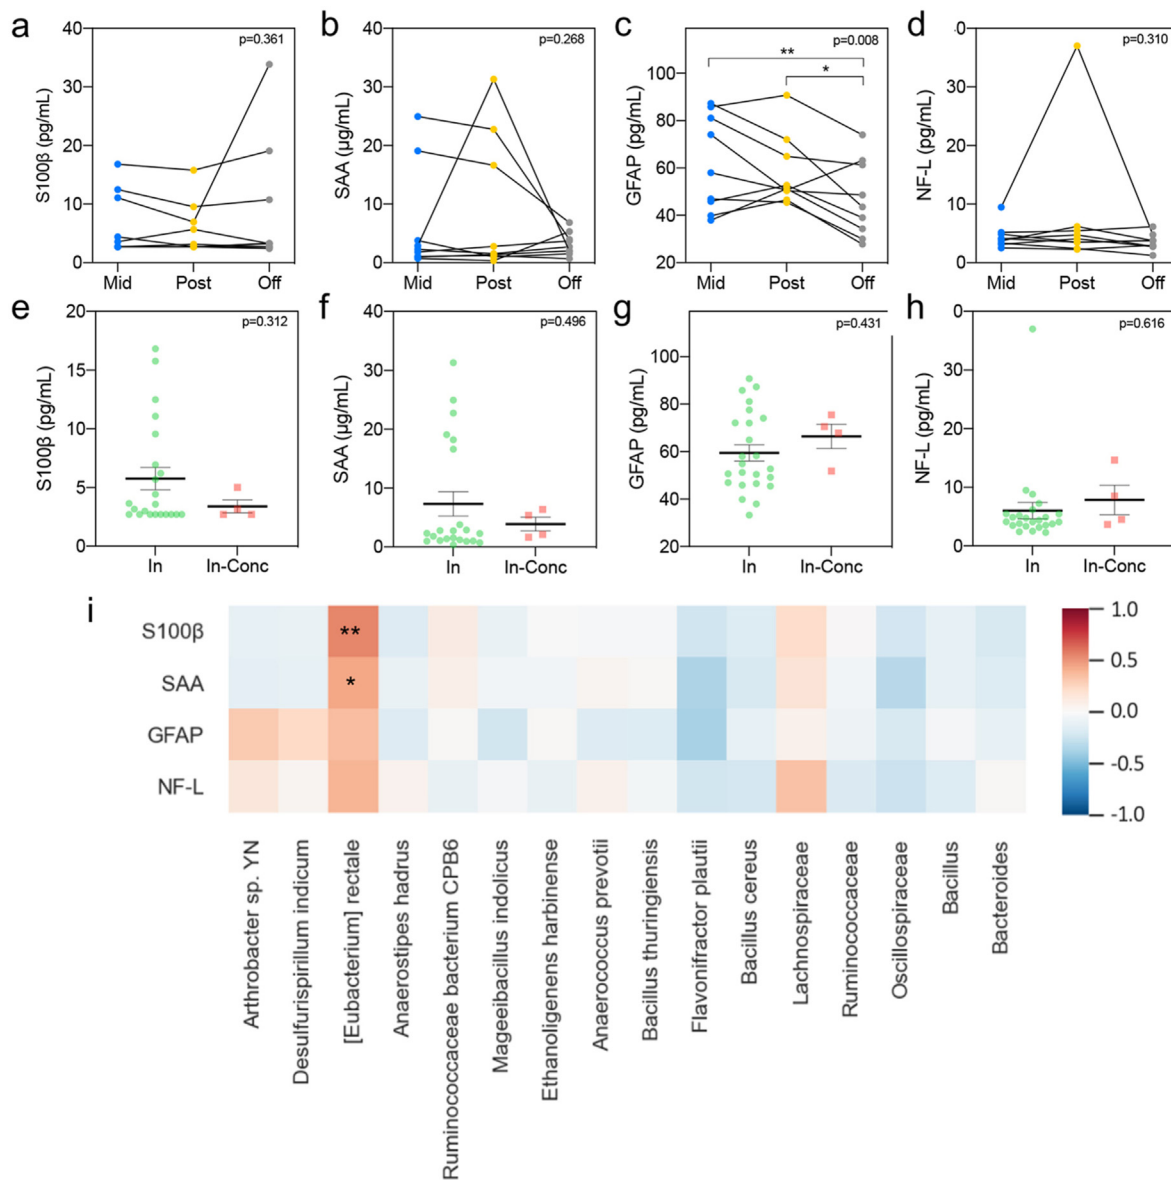 a
p=0.361
S100β (pg/mL)
40
30
20
10
0
Mid Post Off
b
p=0.268
SAA (μg/mL)
40
30
20
10
0
Mid Post Off
c
p=0.008
**
*
GFAP (pg/mL)
100
80
60
40
20
Mid Post Off
d
p=0.310
NF-L (pg/mL)
0
30
20
10
0
Mid Post Off
e
p=0.312
S100β (pg/mL)
20
15
10
5
0
In In-Conc
f
p=0.496
SAA (μg/mL)
40
30
20
10
0
In In-Conc
g
p=0.431
GFAP (pg/mL)
100
80
60
40
20
In In-Conc
h
p=0.616
NF-L (pg/mL)
0
30
20
10
0
In In-Conc
i
S100β
**
SAA
*
GFAP
NF-L
1.0
0.5
0.0
-0.5
-1.0
Arthrobacter sp. YN
Desulfurispirillum indicum
[Eubacterium] rectale
Anaerostipes hadrus
Ruminococcaceae bacterium CPB6
Mageeibacillus indolicus
Ethanoligenens harbinense
Anaerococcus prevotii
Bacillus thuringiensis
Flavonifractor plautii
Bacillus cereus
Lachnospiraceae
Ruminococcaceae
Oscillospiraceae
Bacillus
Bacteroides